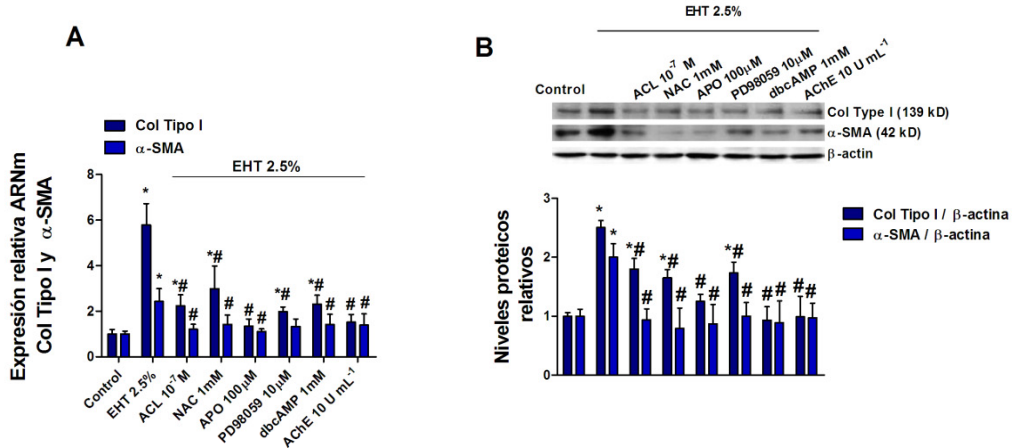 A
Col Tipo I
α-SMA
EHT 2.5%
Expresión relativa ARNm
Col Tipo I y α-SMA
8
6
4
2
0
* * *# # *# # # # *# *# # # #
Control
EHT 2.5%
ACL 10⁻⁷M
NAC 1mM
APO 100µM
PD98059 10µM
dbcAMP 1mM
AChE 10 U mL⁻¹
B
EHT 2.5%
Control
ACL 10⁻⁷ M
NAC 1mM
APO 100µM
PD98059 10µM
dbcAMP 1mM
AChE 10 U mL⁻¹
Col Type I (139 kD)
α-SMA (42 kD)
β-actin
Niveles proteicos
relativos
3
2
1
0
* * *# # *# # # # *# # # # # #
Col Tipo I / β-actina
α-SMA / β-actina